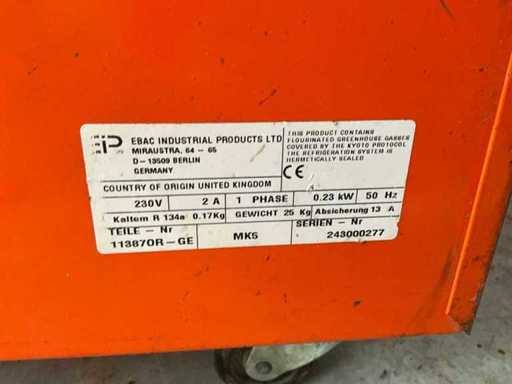 EIP EBAC INDUSTRIAL PRODUCTS LTD
MIRAUSTRA, 64 - 65
D - 13509 BERLIN
GERMANY
THIS PRODUCT CONTAINS
FLOURINATED GREENHOUSE GASSES
COVERED BY THE KYOTO PROTOCOL
THE REFRIGERATION SYSTEM IS
HERMETICALLY SEALED
CE
COUNTRY OF ORIGIN UNITED KINGDOM
230V 2 A 1 PHASE 0.23 kW 50 Hz
Kaltem R 134a 0.17Kg GEWICHT 25 Kg Absicherung 13 A
TEILE - Nr
11387OR-GE
MK5
SERIEN - Nr
243000277